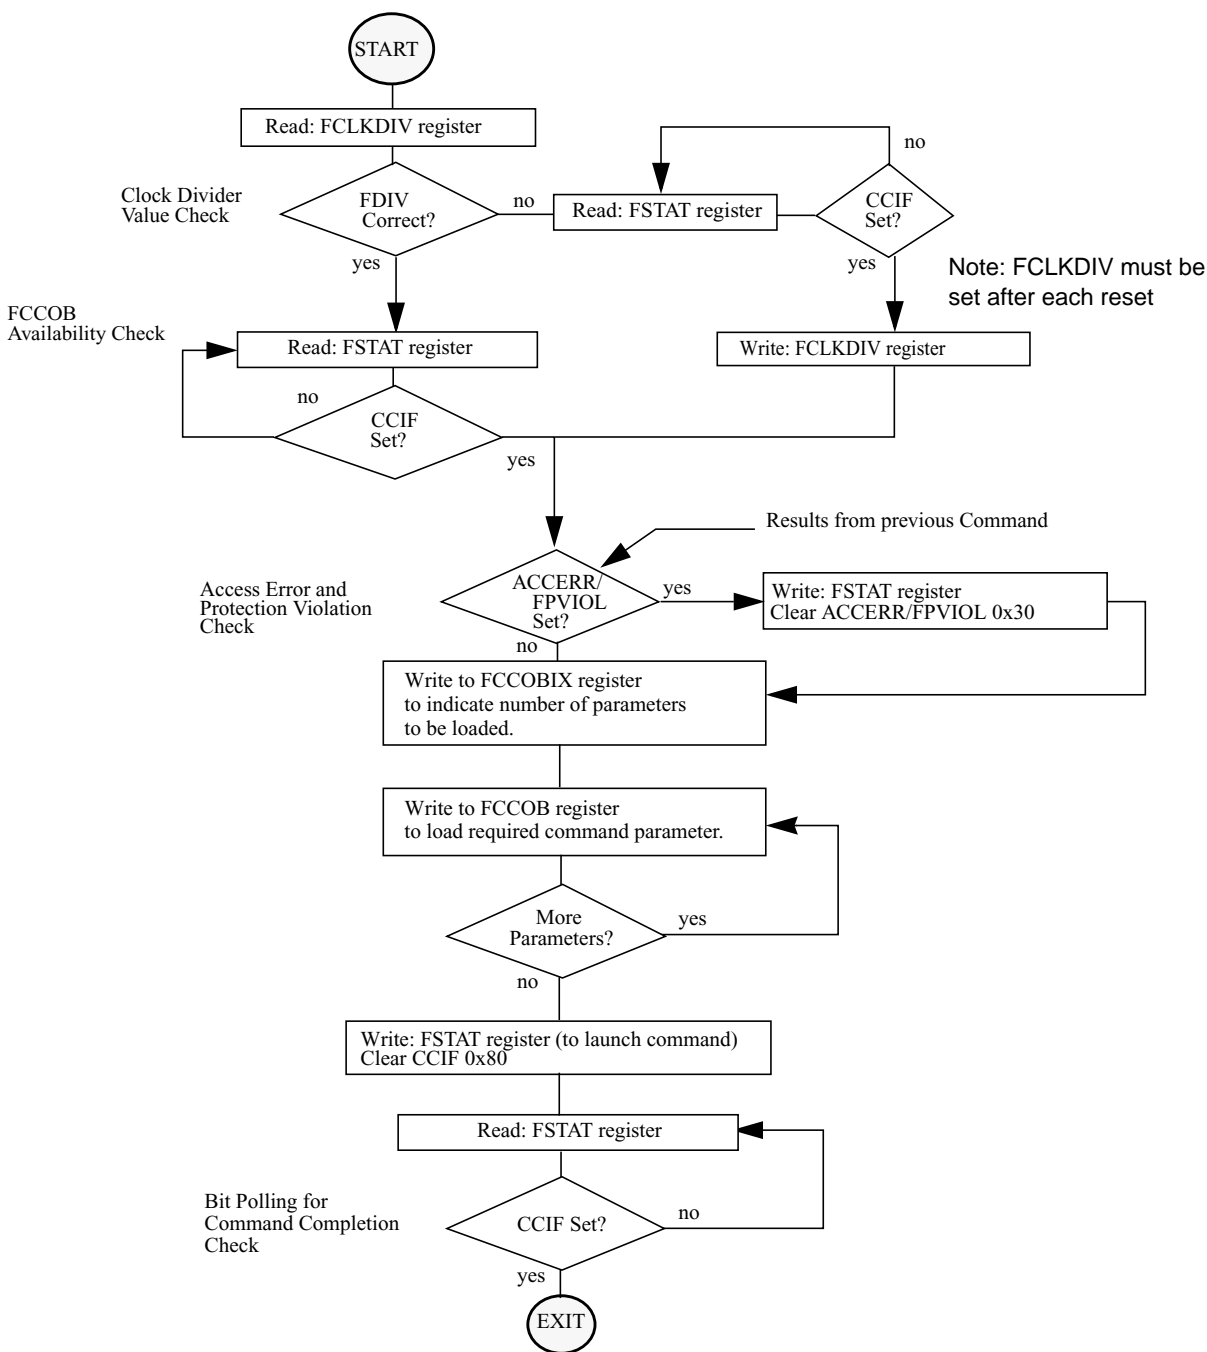 START
Read: FCLKDIV register
Clock Divider
Value Check
FDIV
Correct?
no
yes
Read: FSTAT register
CCIF
Set?
no
yes
Note: FCLKDIV must be
set after each reset
Write: FCLKDIV register
FCCOB
Availability Check
Read: FSTAT register
no
CCIF
Set?
yes
Results from previous Command
Access Error and
Protection Violation
Check
ACCERR/
FPVIOL
Set?
yes
no
Write: FSTAT register
Clear ACCERR/FPVIOL 0x30
Write to FCCOBIX register
to indicate number of parameters
to be loaded.
Write to FCCOB register
to load required command parameter.
More
Parameters?
yes
no
Write: FSTAT register (to launch command)
Clear CCIF 0x80
Read: FSTAT register
Bit Polling for
Command Completion
Check
CCIF Set?
no
yes
EXIT